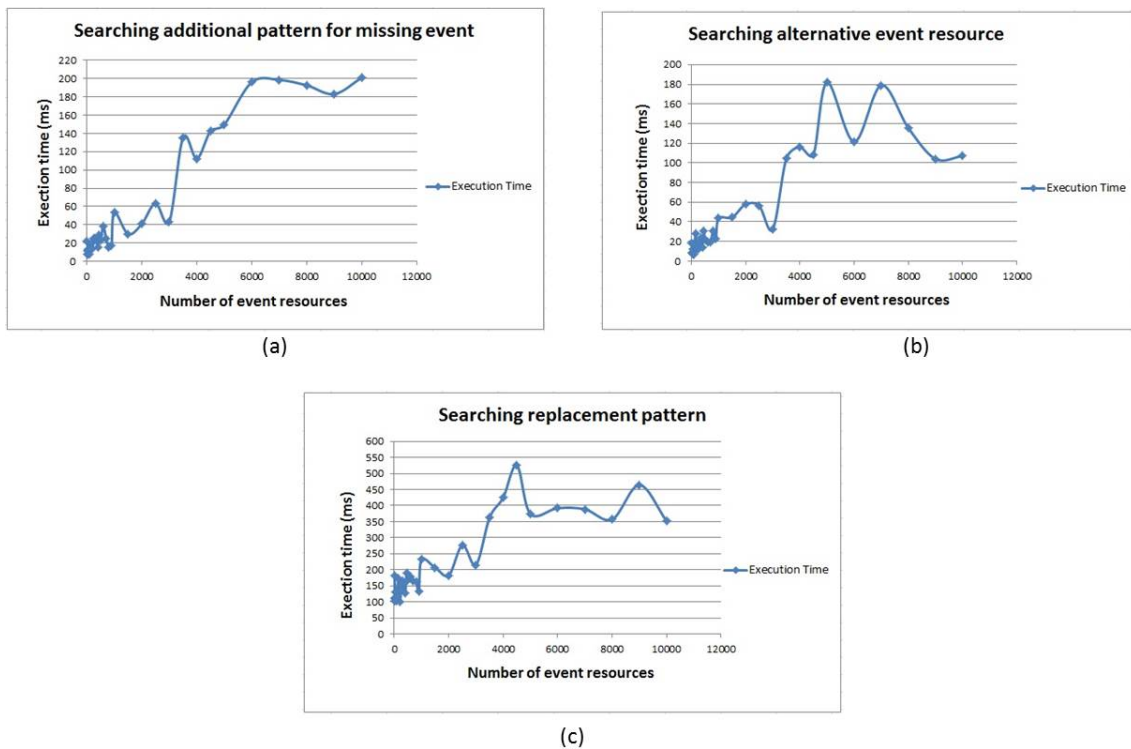 Searching additional pattern for missing event
220
200
180
160
140
120
100
80
60
40
20
0
Exection time (ms)
0 2000 4000 6000 8000 10000 12000
Number of event resources
Execution Time
(a)
Searching alternative event resource
200
180
160
140
120
100
80
60
40
20
0
Exection time (ms)
0 2000 4000 6000 8000 10000 12000
Number of event resources
Execution Time
(b)
Searching replacement pattern
600
550
500
450
400
350
300
250
200
150
100
50
0
Exection time (ms)
0 2000 4000 6000 8000 10000 12000
Number of event resources
Execution Time
(c)